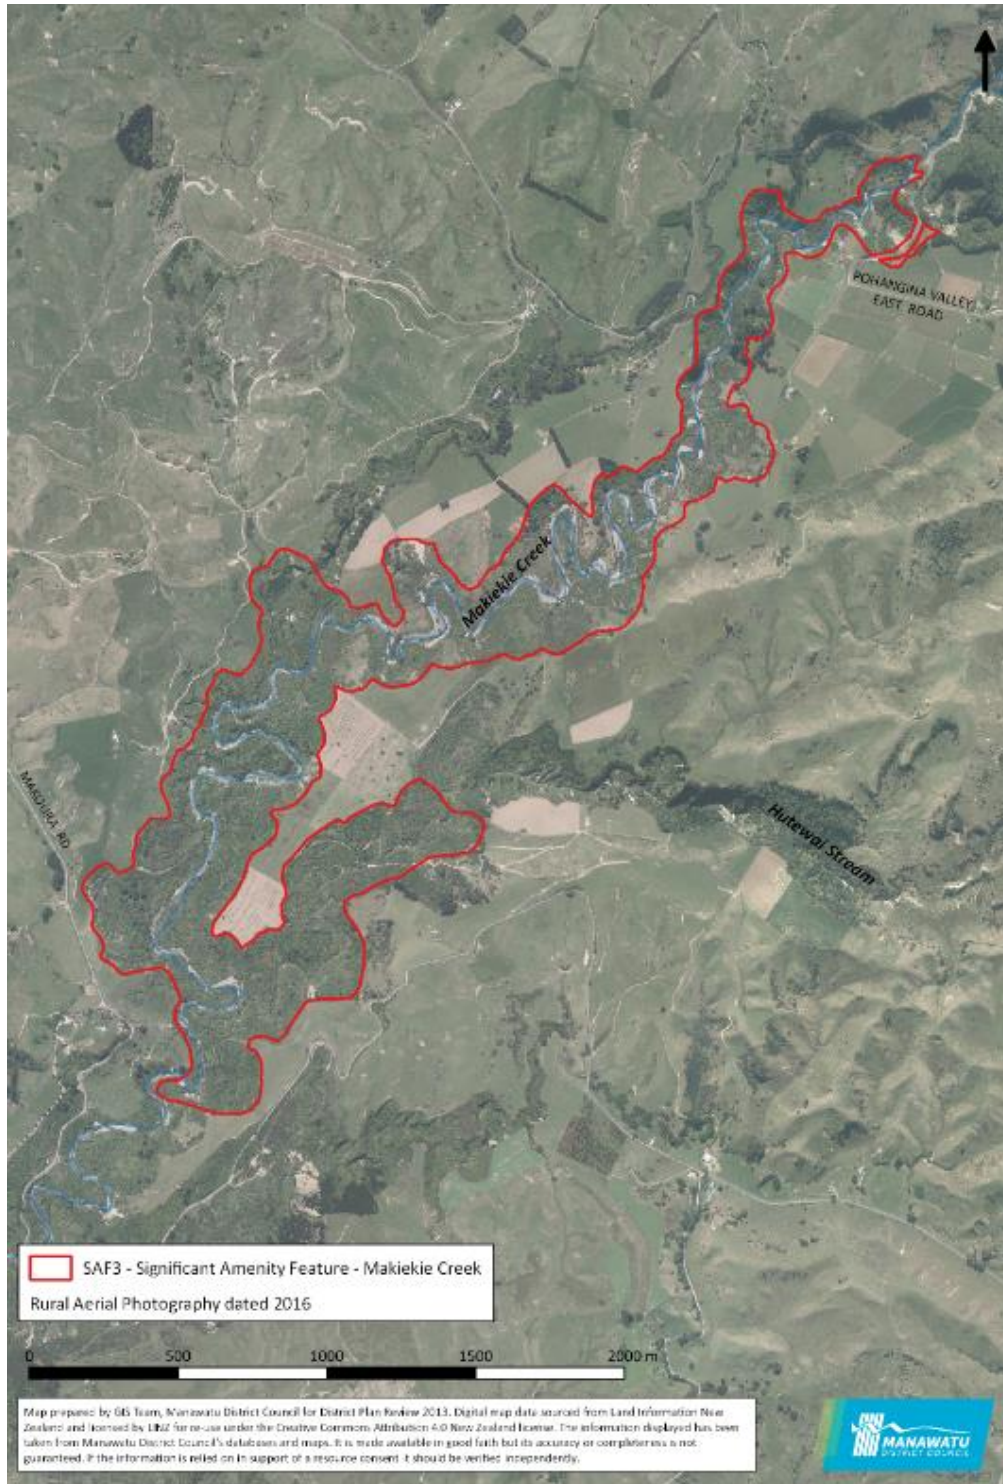 POHANGINA VALLEY
EAST ROAD
Makiekie Creek
MAKOURA RD
Hutewai Stream
SAF3 - Significant Amenity Feature - Makiekie Creek
Rural Aerial Photography dated 2016
0 500 1000 1500 2000 m
Map prepared by GIS Team, Manawatu District Council for District Plan Review 2013. Digital map data sourced from Land Information New
Zealand and licensed by LINZ for re-use under the Creative Commons Attribution 4.0 New Zealand license. The information displayed has been
taken from Manawatu District Council's databases and maps. It is made available in good faith but its accuracy or completeness is not
guaranteed. If the information is relied on in support of a resource consent it should be verified independently.
MANAWATU
DISTRICT COUNCIL